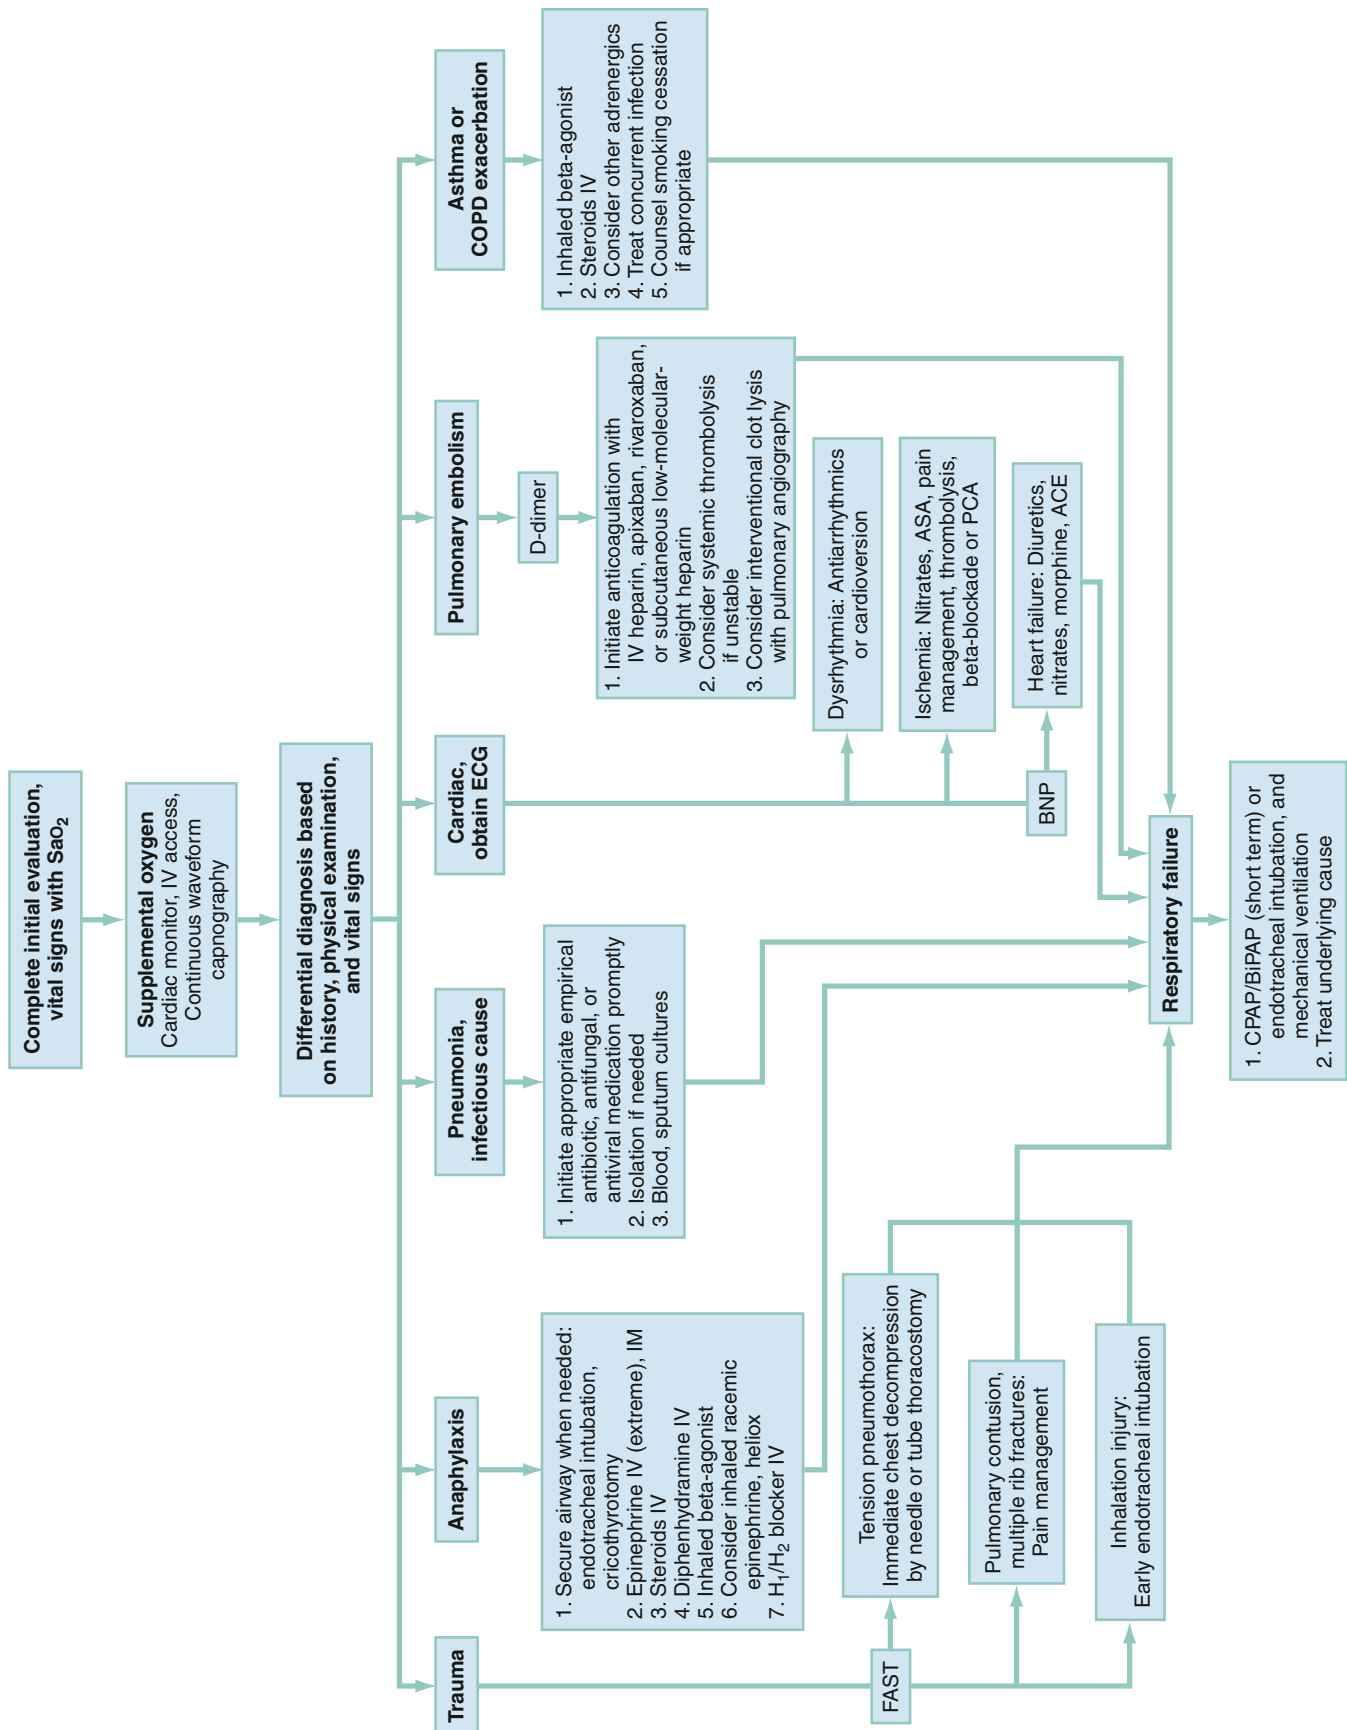 Complete initial evaluation,
vital signs with SaO₂
Supplemental oxygen
Cardiac monitor, IV access,
Continuous waveform
capnography
Differential diagnosis based
on history, physical examination,
and vital signs
Trauma
FAST
Tension pneumothorax:
Immediate chest decompression
by needle or tube thoracostomy
Pulmonary contusion,
multiple rib fractures:
Pain management
Inhalation injury:
Early endotracheal intubation
Anaphylaxis
1. Secure airway when needed:
endotracheal intubation,
cricothyrotomy
2. Epinephrine IV (extreme), IM
3. Steroids IV
4. Diphenhydramine IV
5. Inhaled beta-agonist
6. Consider inhaled racemic
epinephrine, heliox
7. H₁/H₂ blocker IV
Pneumonia,
infectious cause
1. Initiate appropriate empirical
antibiotic, antifungal, or
antiviral medication promptly
2. Isolation if needed
3. Blood, sputum cultures
Cardiac,
obtain ECG
Dysrhythmia: Antiarrhythmics
or cardioversion
Ischemia: Nitrates, ASA, pain
management, thrombolysis,
beta-blockade or PCA
BNP
Heart failure: Diuretics,
nitrates, morphine, ACE
Pulmonary embolism
D-dimer
1. Initiate anticoagulation with
IV heparin, apixaban, rivaroxaban,
or subcutaneous low-molecular-
weight heparin
2. Consider systemic thrombolysis
if unstable
3. Consider interventional clot lysis
with pulmonary angiography
Asthma or
COPD exacerbation
1. Inhaled beta-agonist
2. Steroids IV
3. Consider other adrenergics
4. Treat concurrent infection
5. Counsel smoking cessation
if appropriate
Respiratory failure
1. CPAP/BiPAP (short term) or
endotracheal intubation, and
mechanical ventilation
2. Treat underlying cause